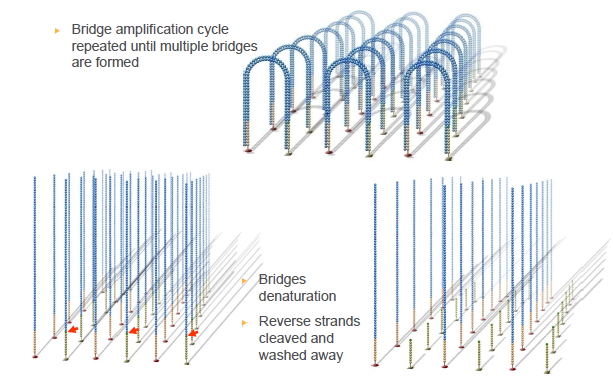 Bridge amplification cycle
repeated until multiple bridges
are formed
Bridges
denaturation
Reverse strands
cleaved and
washed away